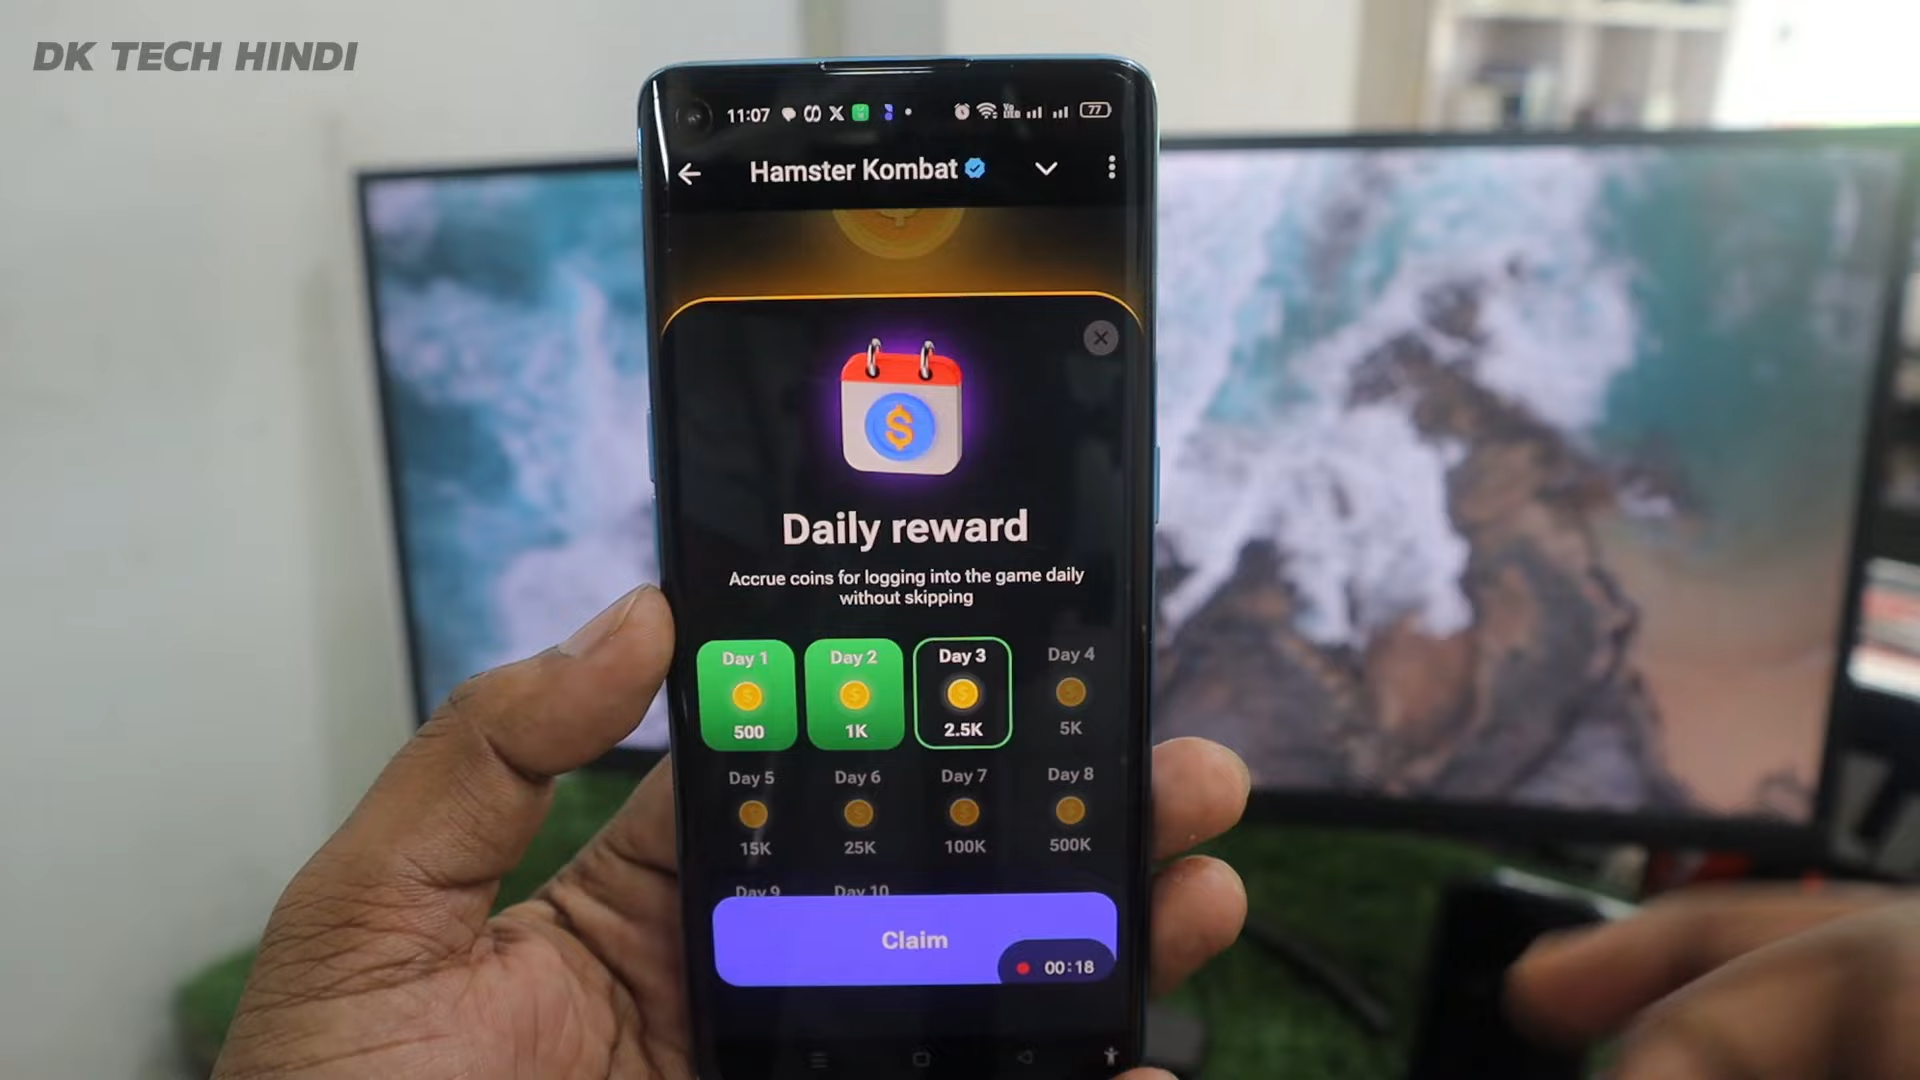 DK TECH HINDI
11:07
77
Hamster Kombat
Daily reward
Accrue coins for logging into the game daily
without skipping
Day 1
Day 2
Day 3
Day 4
500
1K
2.5K
5K
Day 5
Day 6
Day 7
Day 8
15K
25K
100K
500K
Day 9
Day 10
Claim
00:18